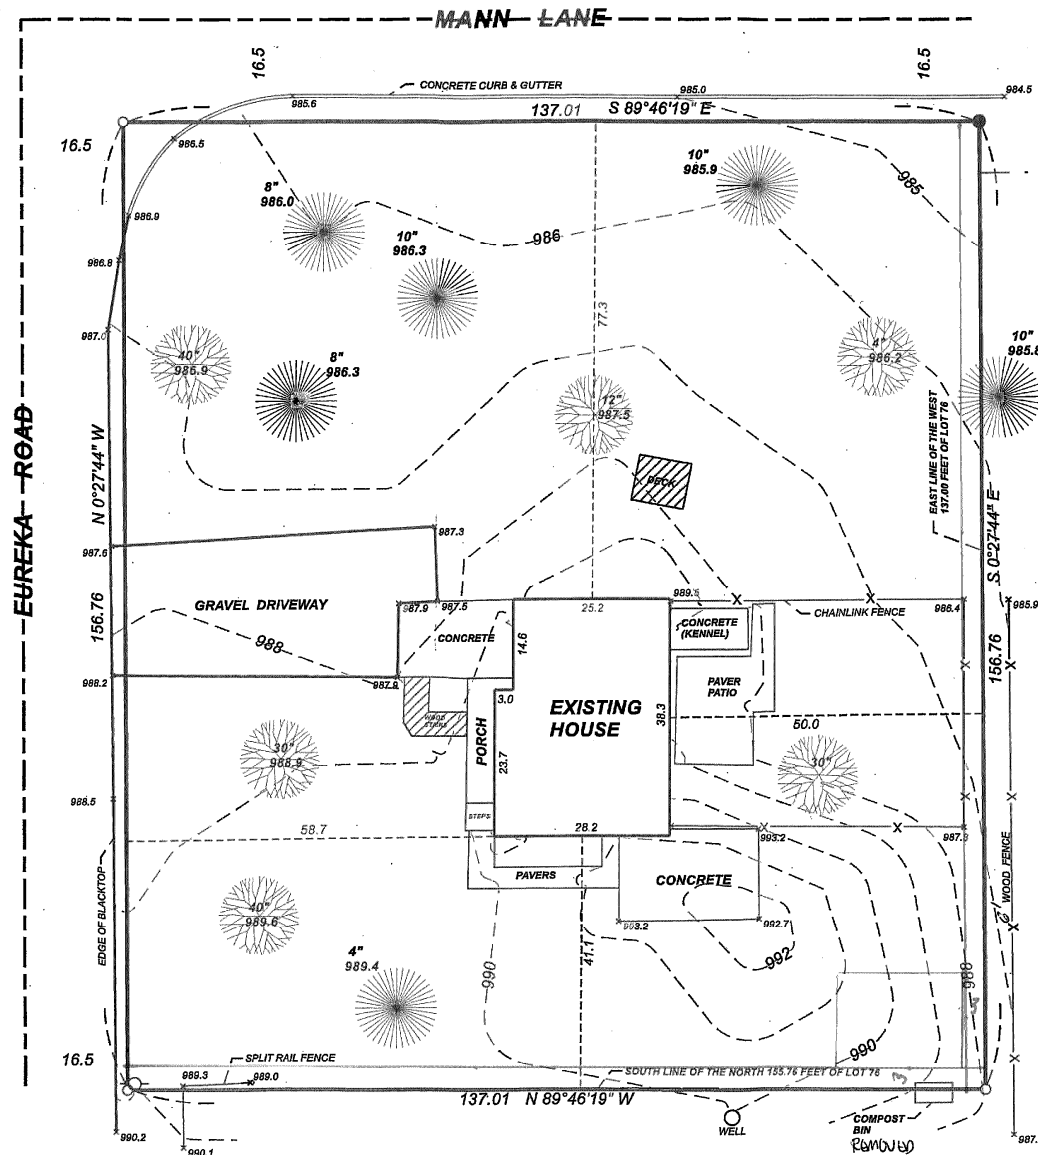 MANN LANE
16.5
16.5
CONCRETE CURB & GUTTER
985.6
985.0
984.5
137.01 S 89°46'19" E
16.5
986.5
10"
985.9
985
8"
986.0
986.9
10"
986.3
986
986.8
987.0
77.3
40"
986.9
8"
986.3
4"
986.2
10"
985.8
12"
987.5
EAST LINE OF THE WEST
137.00 FEET OF LOT 76
EUREKA ROAD
N 0°27'44" W
DECK
987.3
S 0°27'44" E
987.6
GRAVEL DRIVEWAY
987.9
987.5
25.2
989.5
CHAINLINK FENCE
986.4
985.9
156.76
988
CONCRETE
14.6
CONCRETE
(KENNEL)
156.76
988.2
987.9
PAVER
PATIO
3.0
EXISTING
HOUSE
38.3
50.0
WOOD
PORCH
23.7
30"
988.9
30"
988.5
STEPS
58.7
28.2
993.2
987.3
EDGE OF BLACKTOP
PAVERS
CONCRETE
6' WOOD FENCE
40"
989.6
993.2
992.7
4"
989.4
990
41.1
992
988
990
3
16.5
SPLIT RAIL FENCE
989.3
989.0
SOUTH LINE OF THE NORTH 155.76 FEET OF LOT 76
137.01 N 89°46'19" W
WELL
COMPOST
BIN
REMOVED
990.2
990.1
987.